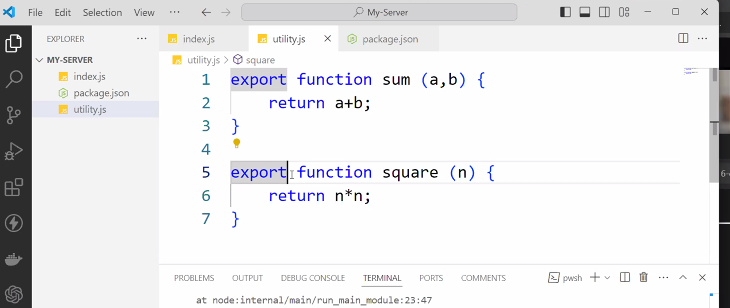 File Edit Selection View ··· My-Server
EXPLORER ···
MY-SERVER
index.js
package.json
utility.js
index.js utility.js package.json
utility.js > square
1 export function sum (a,b) {
2 return a+b;
3 }
4
5 export function square (n) {
6 return n*n;
7 }
PROBLEMS OUTPUT DEBUG CONSOLE TERMINAL PORTS COMMENTS pwsh
at node:internal/main/run_main_module:23:47